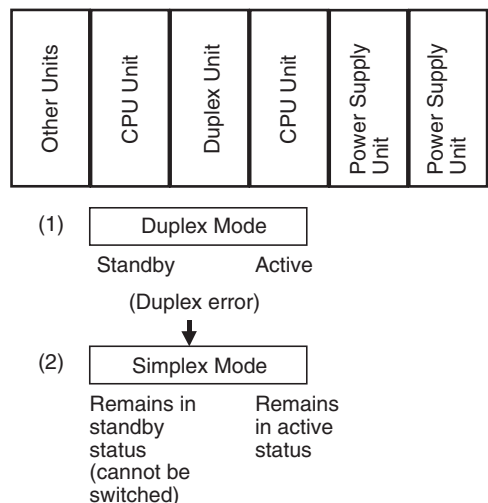 Other Units
CPU Unit
Duplex Unit
CPU Unit
Power Supply
Unit
Power Supply
Unit
(1) Duplex Mode
Standby Active
(Duplex error)
(2) Simplex Mode
Remains in
standby
status
(cannot be
switched)
Remains
in active
status